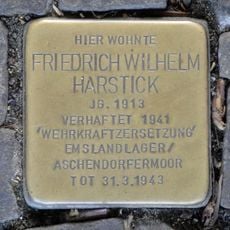 HIER WOHNTE
FRIEDRICH WILHELM
HARSTICK
JG. 1913
VERHAFTET 1941
'WEHRKRAFTZERSETZUNG'
EMSLANDLAGER/
ASCHENDORFERMOOR
TOT 31.3.1943